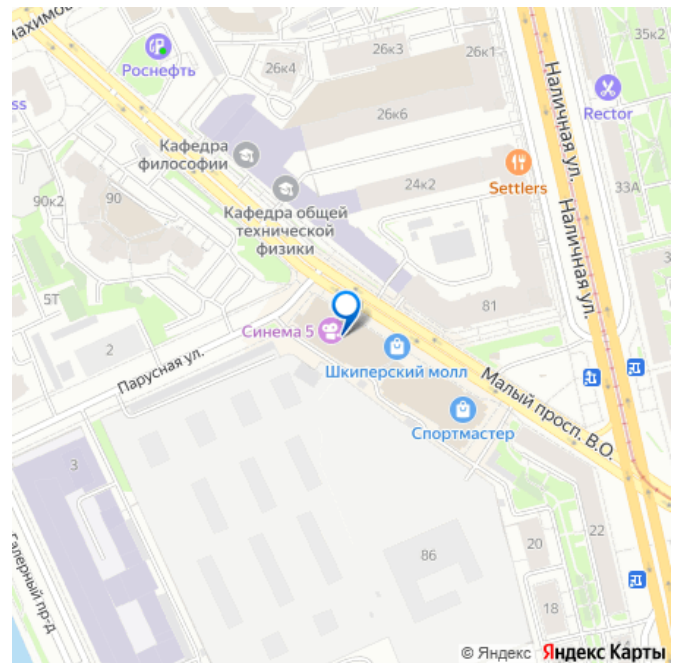 Нахимова
Роснефть
26к4
26к3
26к1
35к2
Наличная ул.
Rector
ss
26к6
Кафедра
философии
Settlers
24к2
33А
90к2
90
Кафедра общей
технической
физики
Наличная ул.
3
5Т
81
Синема 5
2
Парусная ул.
Шкиперский молл
Малый просп. В.О.
Спортмастер
3
86
20
22
Галерный пр-д
18
© Яндекс Яндекс Карты